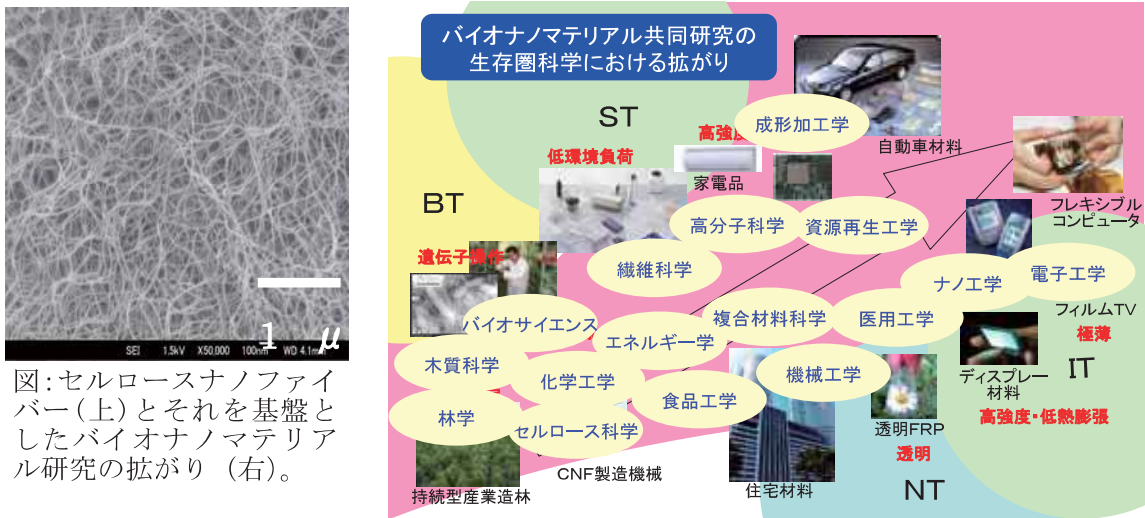 SEI 1.5kV X50,000 100nm WD 4.1mm
1 μ
図:セルロースナノファイ
バー(上)とそれを基盤と
したバイオナノマテリア
ル研究の拡がり (右)。
バイオナノマテリアル共同研究の
生存圏科学における拡がり
ST
高強度
成形加工学
自動車材料
低環境負荷
家電品
BT
フレキシブル
コンピュータ
高分子科学
資源再生工学
遺伝子操作
繊維科学
ナノ工学
電子工学
バイオサイエンス
エネルギー学
複合材料科学
医用工学
フィルムTV
極薄
木質科学
化学工学
機械工学
ディスプレー
材料
IT
林学
セルロース科学
食品工学
透明FRP
透明
高強度・低熱膨張
CNF製造機械
持続型産業造林
住宅材料
NT